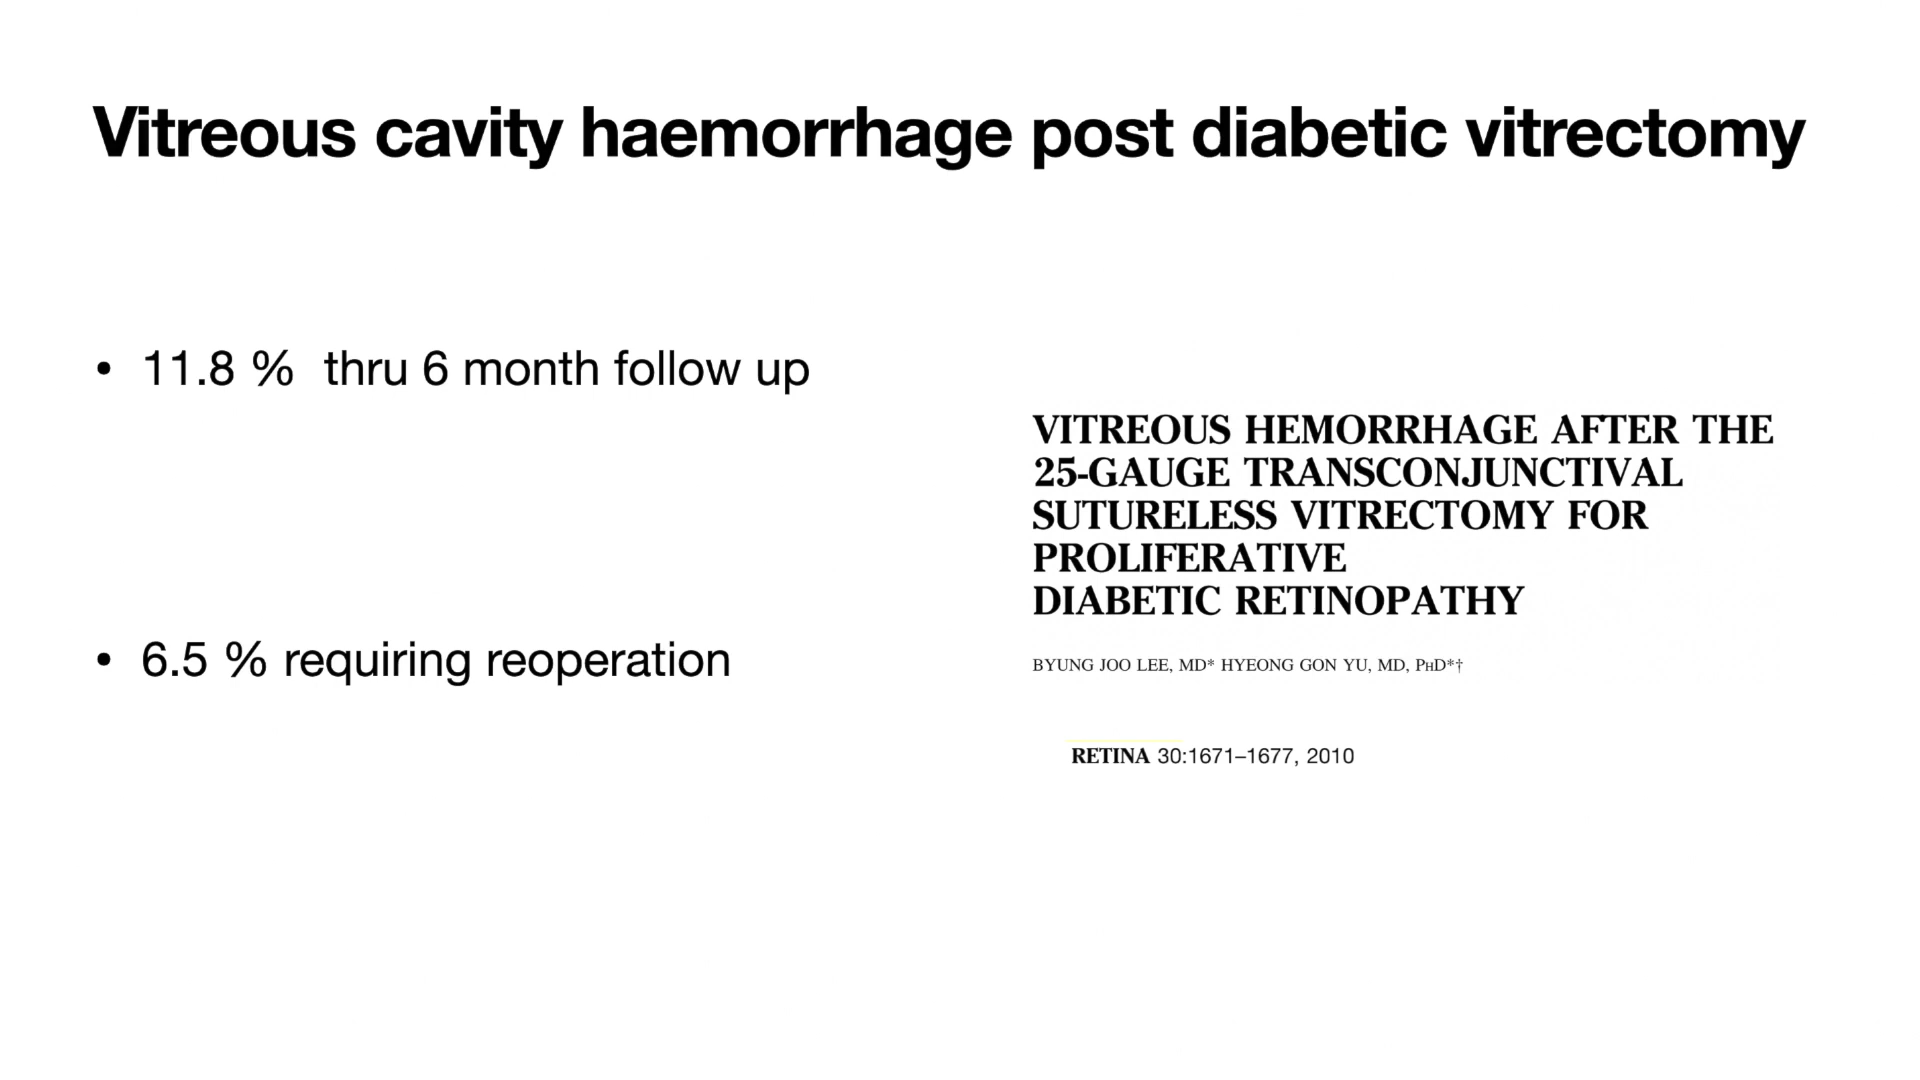 Vitreous cavity haemorrhage post diabetic vitrectomy
• 11.8 % thru 6 month follow up
• 6.5 % requiring reoperation
VITREOUS HEMORRHAGE AFTER THE
25-GAUGE TRANSCONJUNCTIVAL
SUTURELESS VITRECTOMY FOR
PROLIFERATIVE
DIABETIC RETINOPATHY
BYUNG JOO LEE, MD* HYEONG GON YU, MD, PHD*†
RETINA 30:1671–1677, 2010